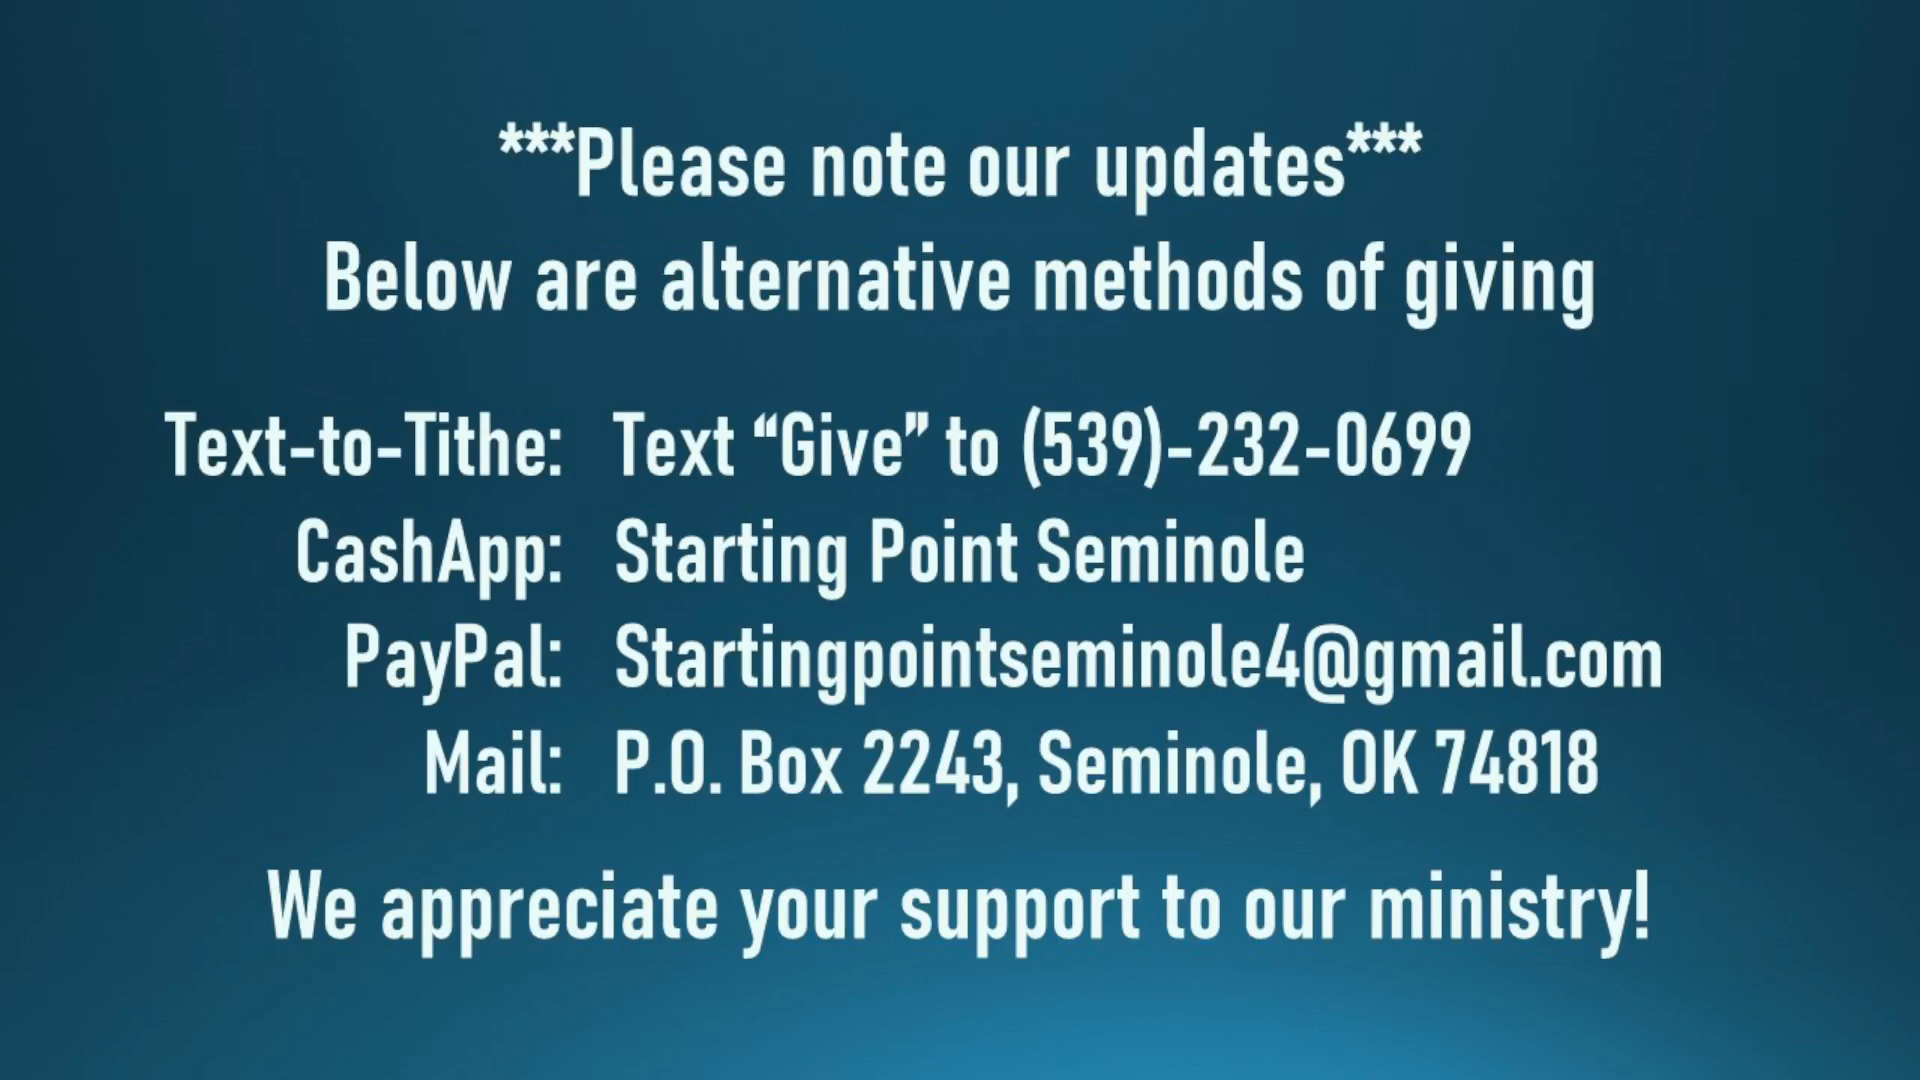 ***Please note our updates***
Below are alternative methods of giving
Text-to-Tithe: Text “Give” to (539)-232-0699
CashApp: Starting Point Seminole
PayPal: Startingpointseminole4@gmail.com
Mail: P.O. Box 2243, Seminole, OK 74818
We appreciate your support to our ministry!